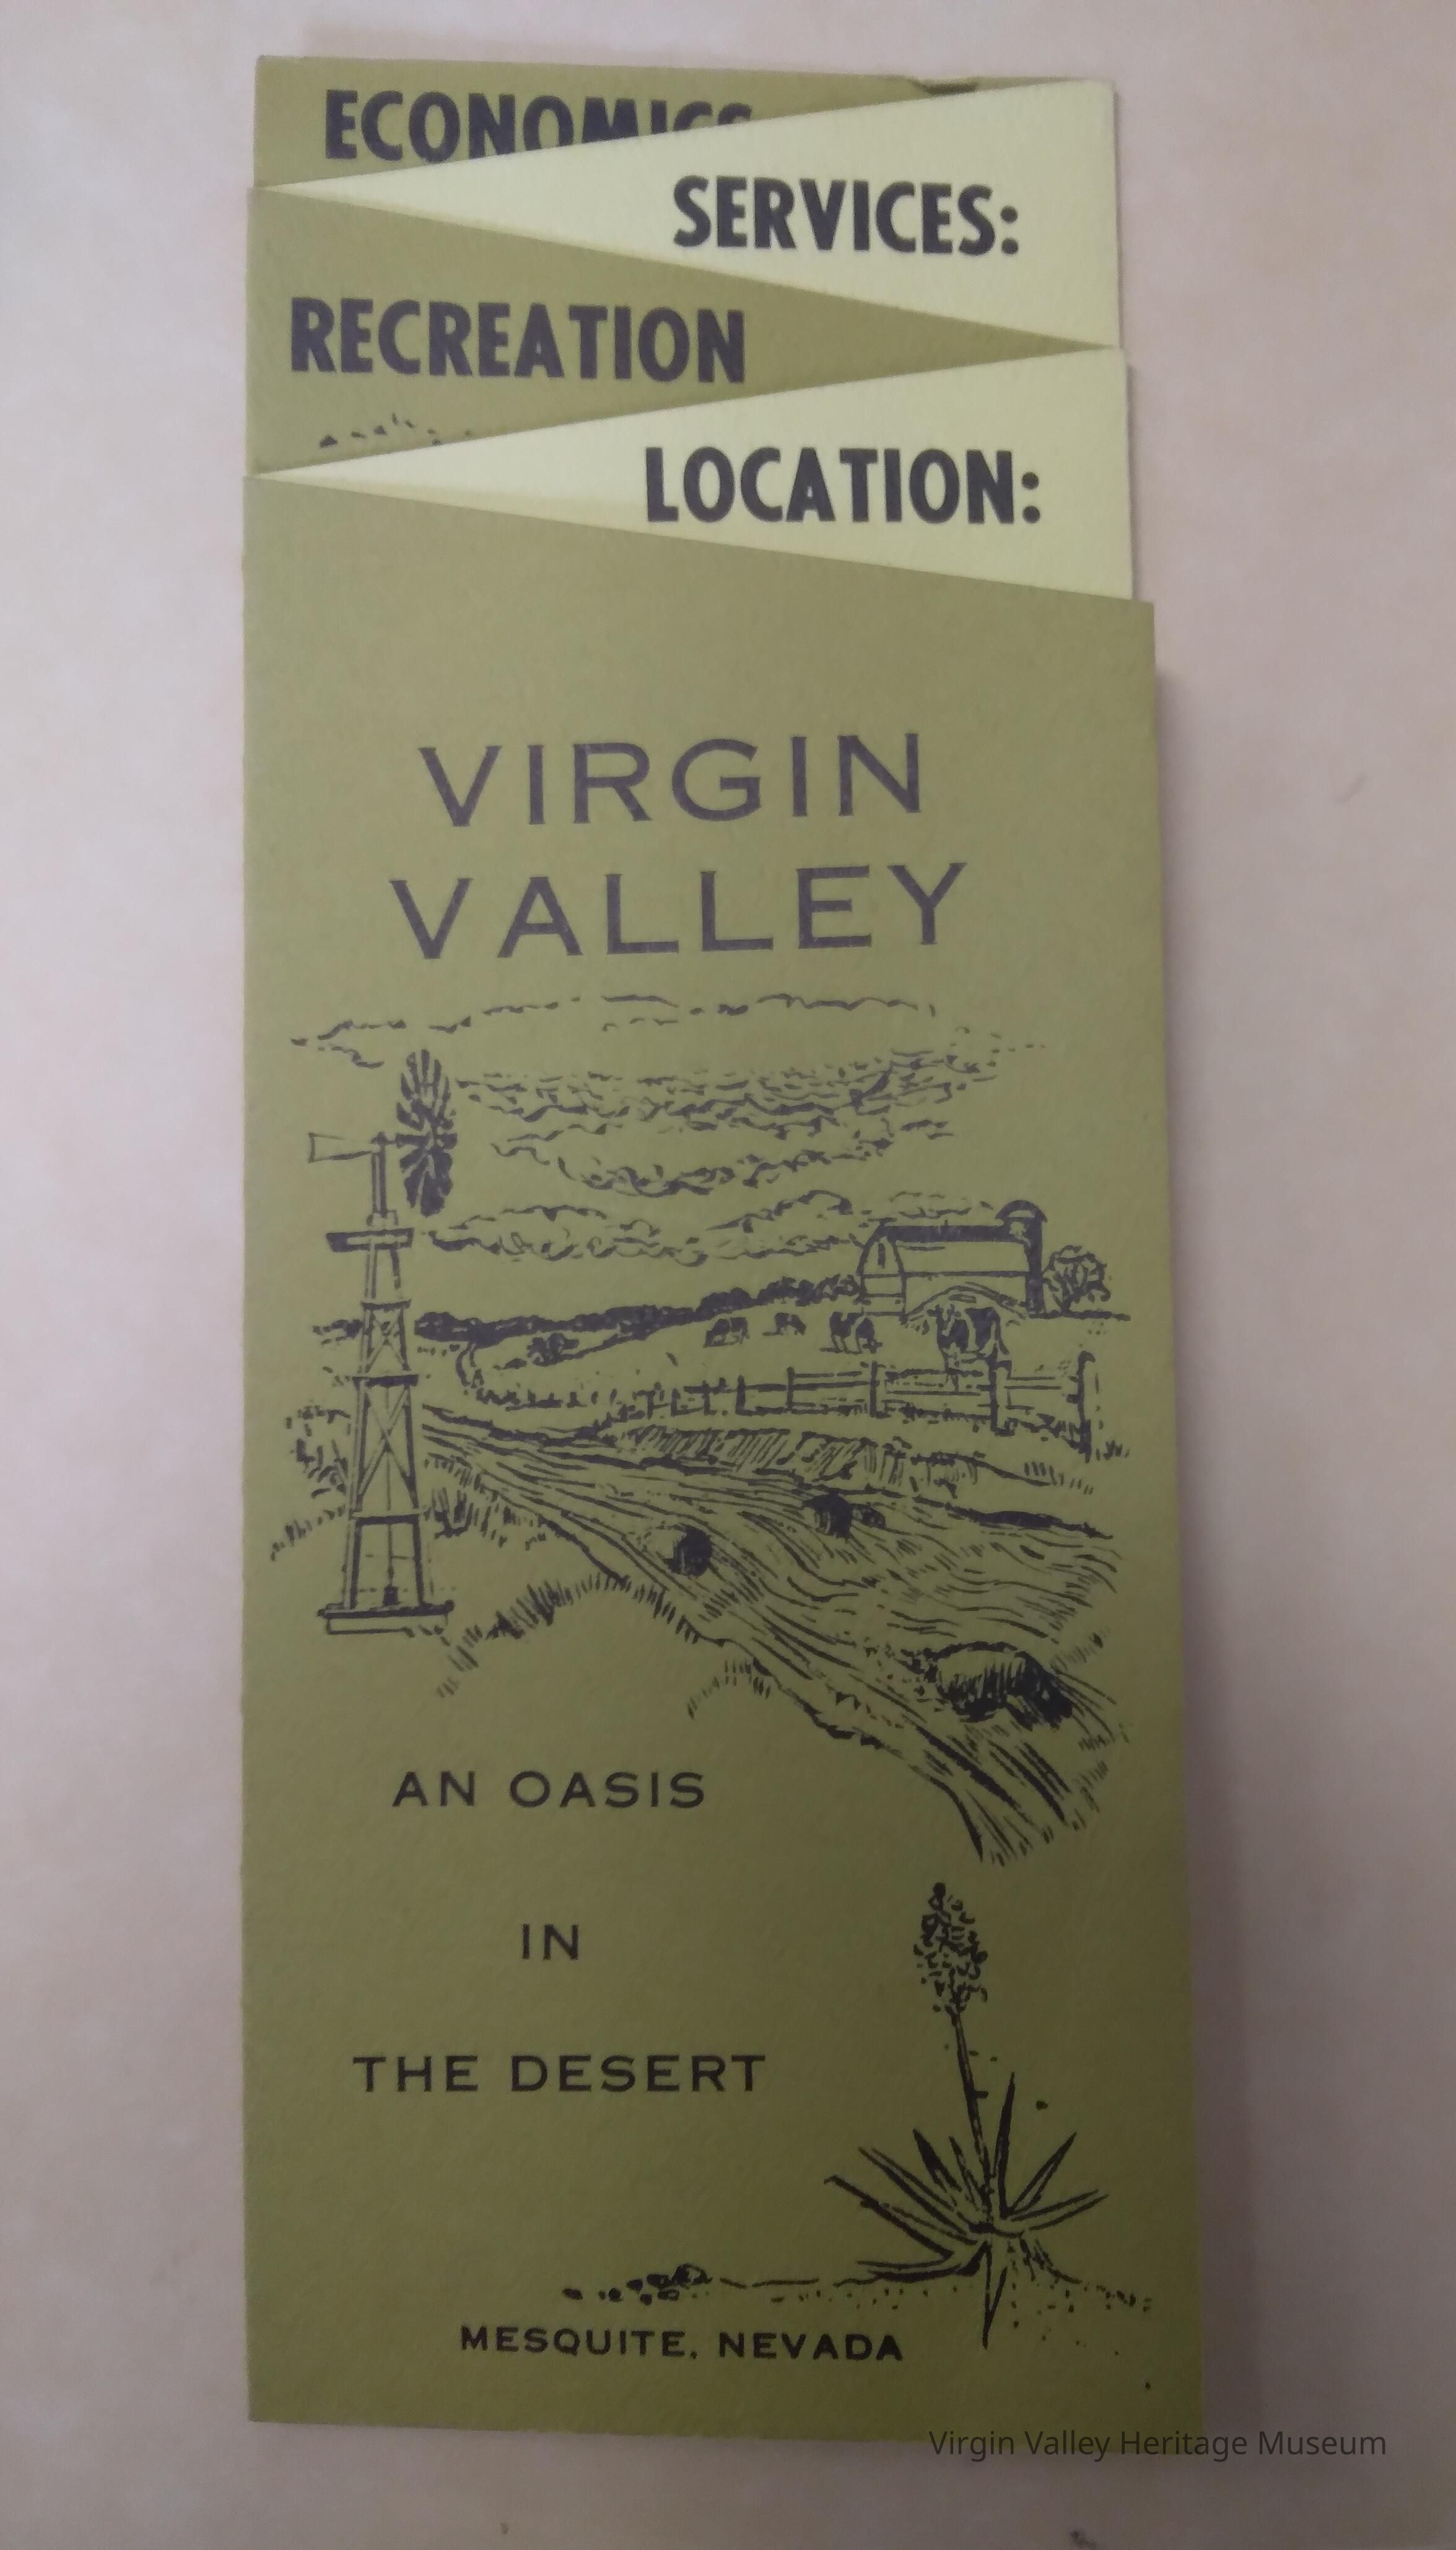 ECONOMICS
SERVICES:
RECREATION
LOCATION:
VIRGIN
VALLEY
AN OASIS
IN
THE DESERT
MESQUITE, NEVADA
Virgin Valley Heritage Museum